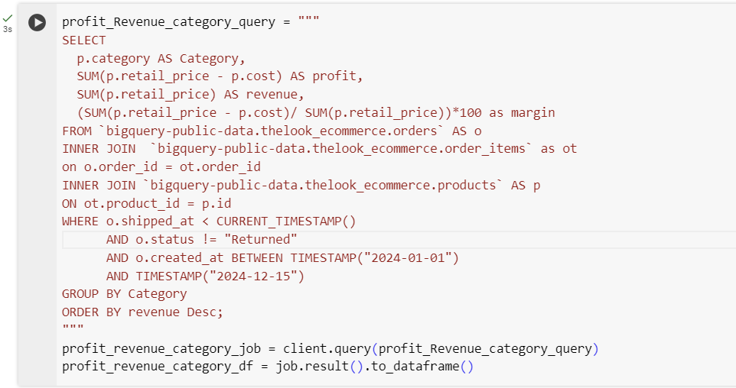 profit_Revenue_category_query = """
3s
SELECT
  p.category AS Category,
  SUM(p.retail_price - p.cost) AS profit,
  SUM(p.retail_price) AS revenue,
  (SUM(p.retail_price - p.cost)/ SUM(p.retail_price))*100 as margin
FROM `bigquery-public-data.thelook_ecommerce.orders` AS o
INNER JOIN  `bigquery-public-data.thelook_ecommerce.order_items` as ot
on o.order_id = ot.order_id
INNER JOIN `bigquery-public-data.thelook_ecommerce.products` AS p
ON ot.product_id = p.id
WHERE o.shipped_at < CURRENT_TIMESTAMP()
      AND o.status != "Returned"
      AND o.created_at BETWEEN TIMESTAMP("2024-01-01")
      AND TIMESTAMP("2024-12-15")
GROUP BY Category
ORDER BY revenue Desc;
"""
profit_revenue_category_job = client.query(profit_Revenue_category_query)
profit_revenue_category_df = job.result().to_dataframe()